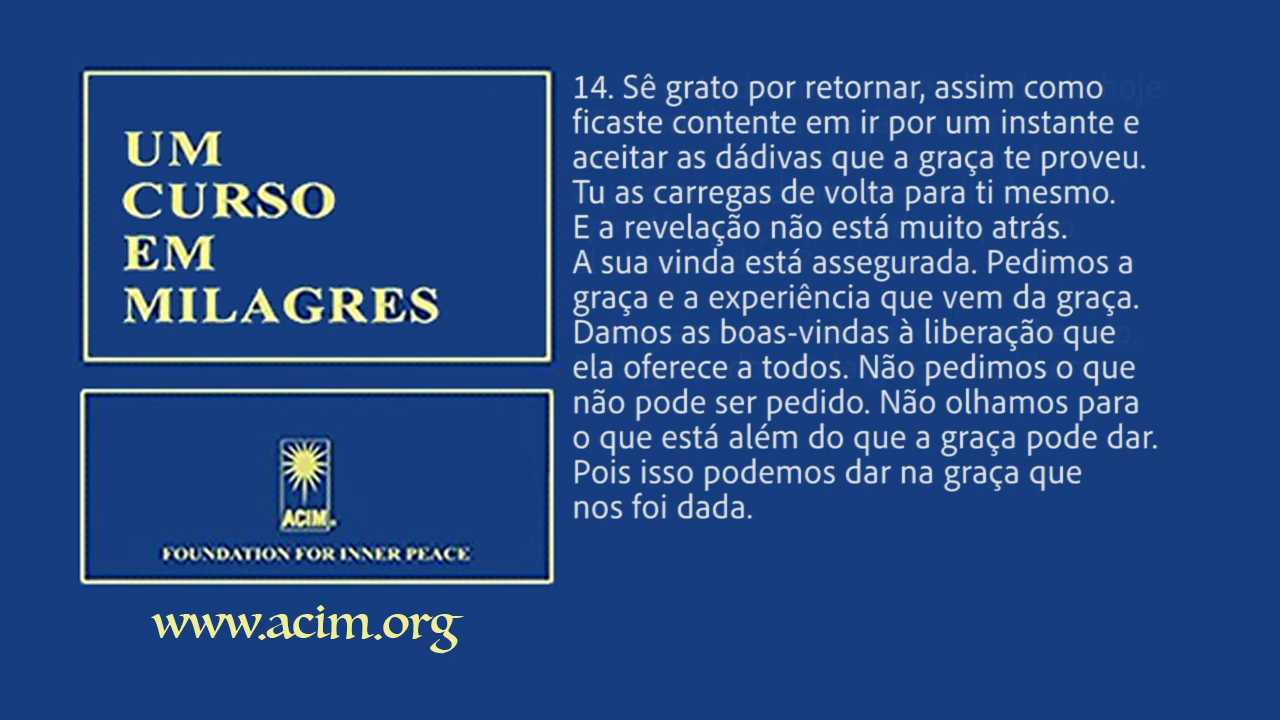 UM
CURSO
EM
MILAGRES
ACIM
FOUNDATION FOR INNER PEACE
www.acim.org
14. Sê grato por retornar, assim como
ficaste contente em ir por um instante e
aceitar as dádivas que a graça te proveu.
Tu as carregas de volta para ti mesmo.
E a revelação não está muito atrás.
A sua vinda está assegurada. Pedimos a
graça e a experiência que vem da graça.
Damos as boas-vindas à liberação que
ela oferece a todos. Não pedimos o que
não pode ser pedido. Não olhamos para
o que está além do que a graça pode dar.
Pois isso podemos dar na graça que
nos foi dada.